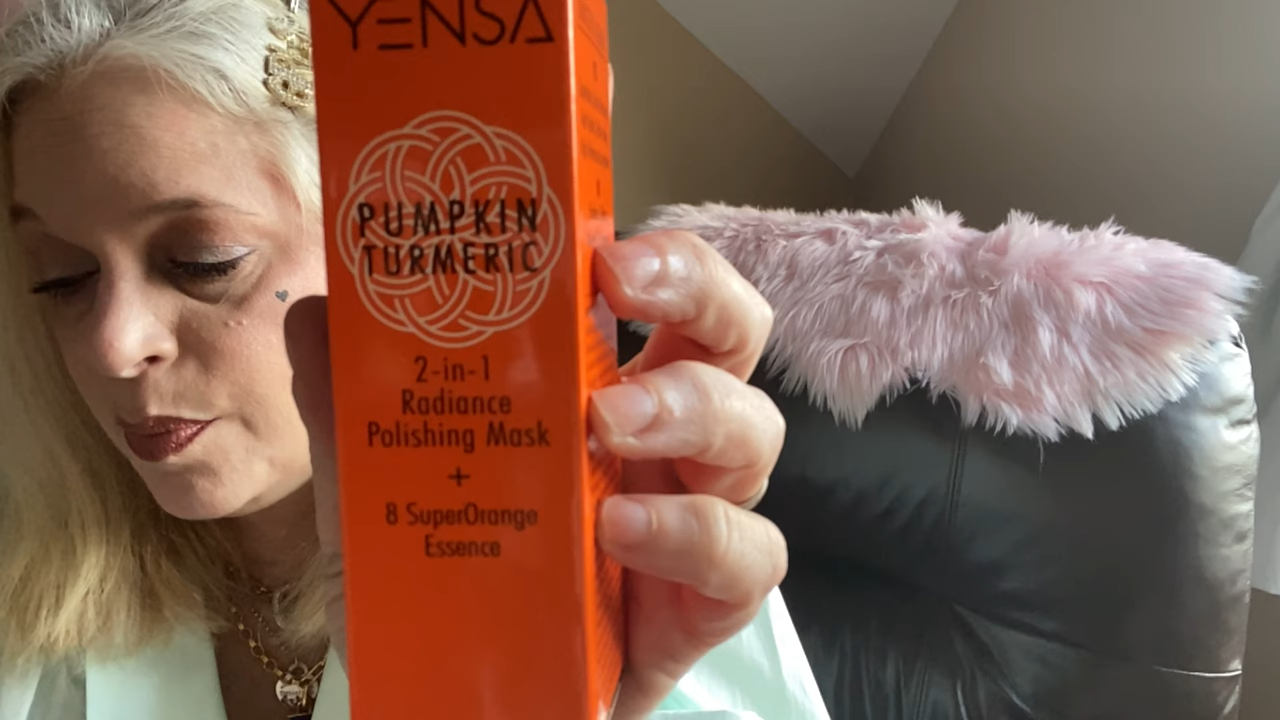 YENSA
PUMPKIN
TURMERIC
2-in-1
Radiance
Polishing Mask
+
8 SuperOrange
Essence